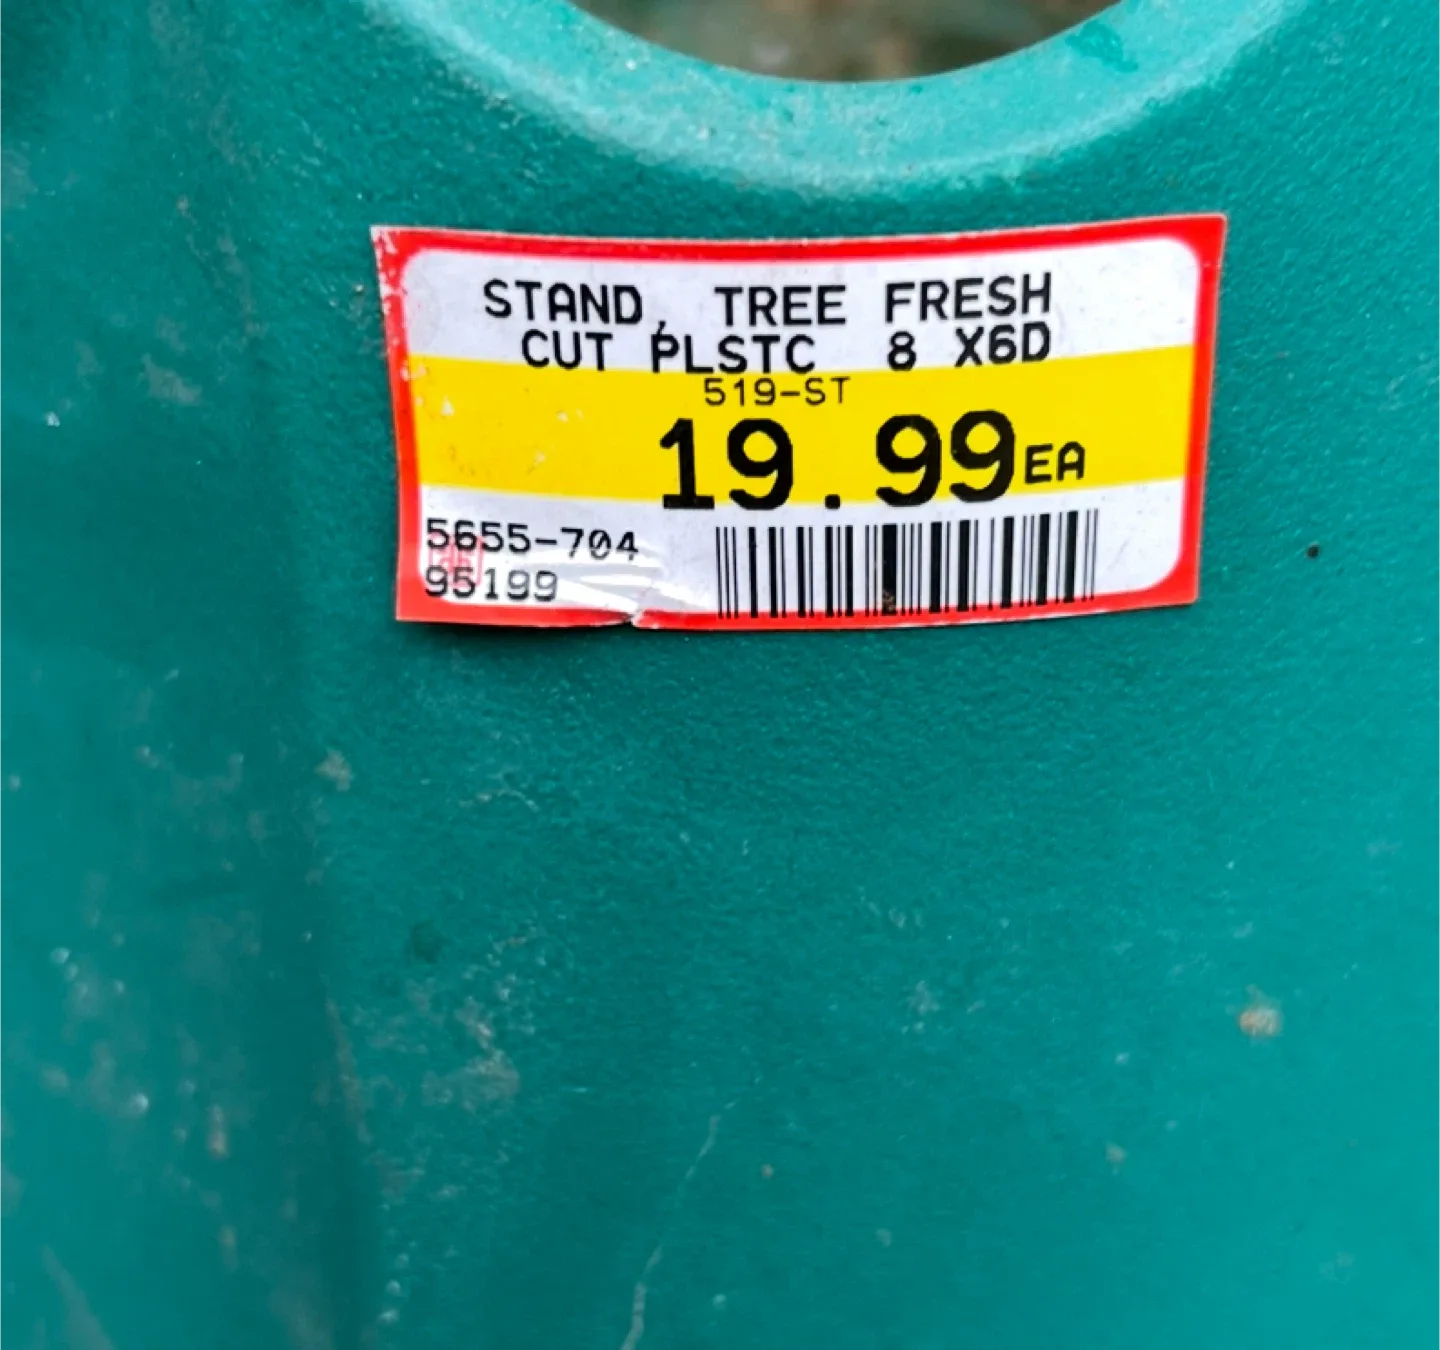 STAND, TREE FRESH
CUT PLSTC 8 X6D
519-ST
19.99EA
5655-704
95199